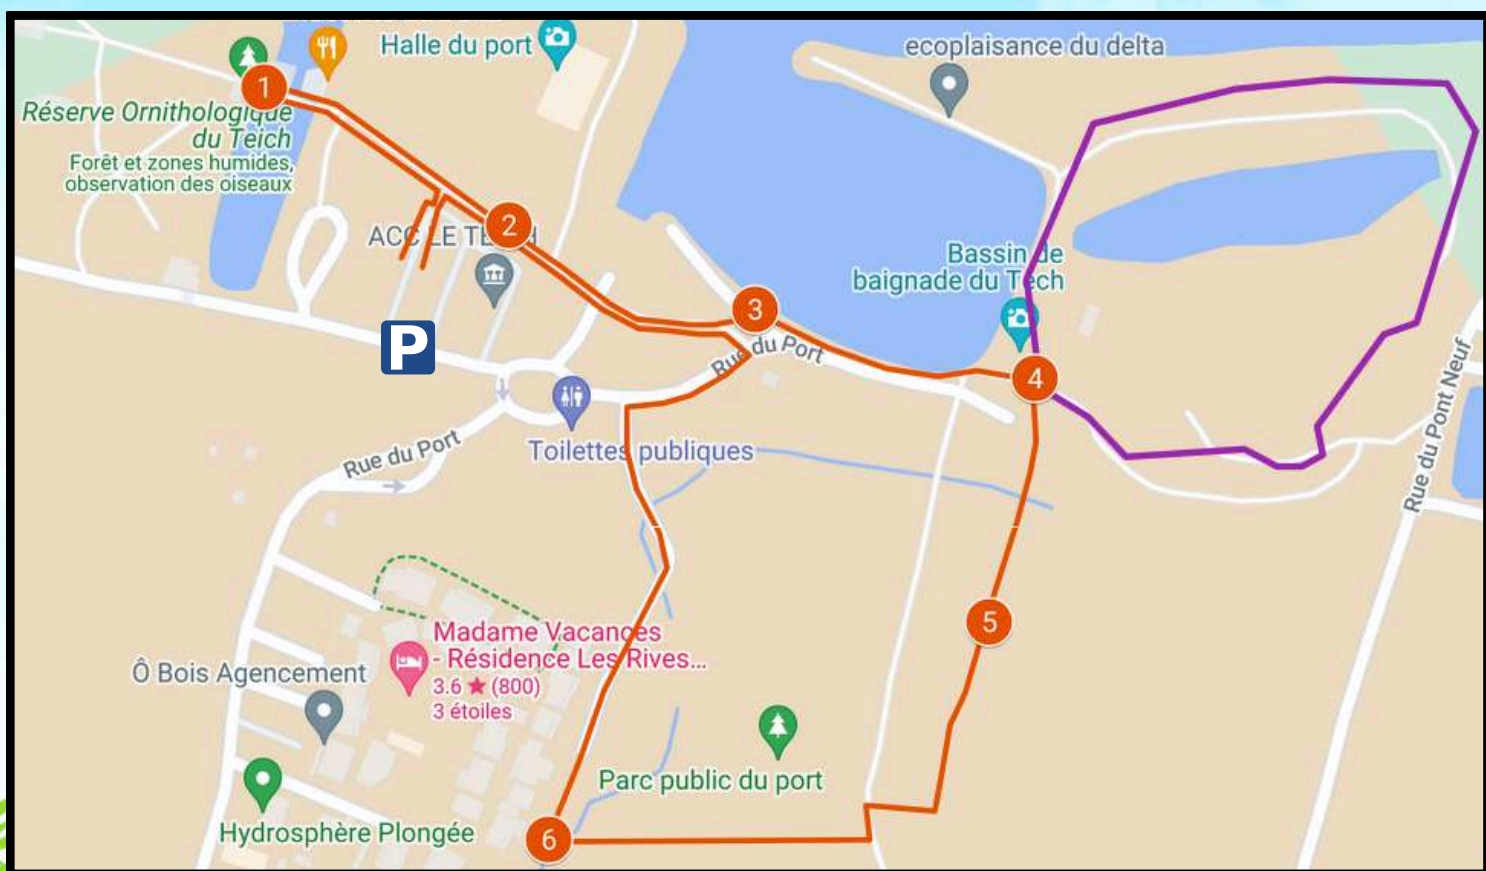 Halle du port
ecoplaisance du delta
1
Réserve Ornithologique
du Teich
Forêt et zones humides,
observation des oiseaux
2
ACC LE TEICH
Bassin de
baignade du Tech
3
P
Rue du Port
4
Rue du Pont Neuf
Toilettes publiques
Rue du Port
5
Madame Vacances
- Résidence Les Rives...
3.6 ★ (800)
3 étoiles
Ô Bois Agencement
Parc public du port
Hydrosphère Plongée
6